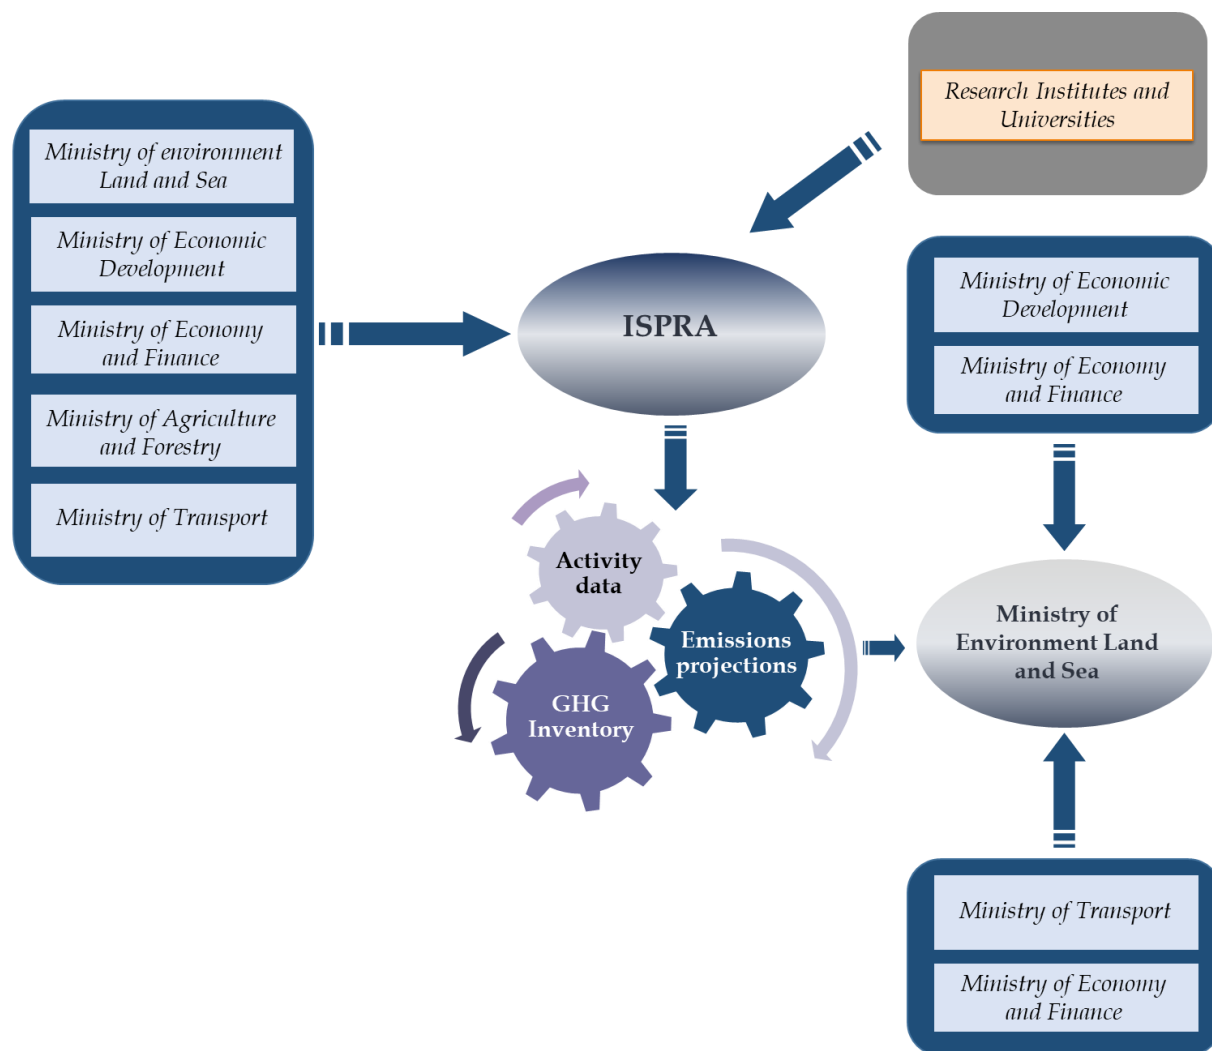 Ministry of environment
Land and Sea
Ministry of Economic
Development
Ministry of Economy
and Finance
Ministry of Agriculture
and Forestry
Ministry of Transport
Research Institutes and
Universities
ISPRA
Activity
data
Emissions
projections
GHG
Inventory
Ministry of Economic
Development
Ministry of Economy
and Finance
Ministry of
Environment Land
and Sea
Ministry of Transport
Ministry of Economy
and Finance